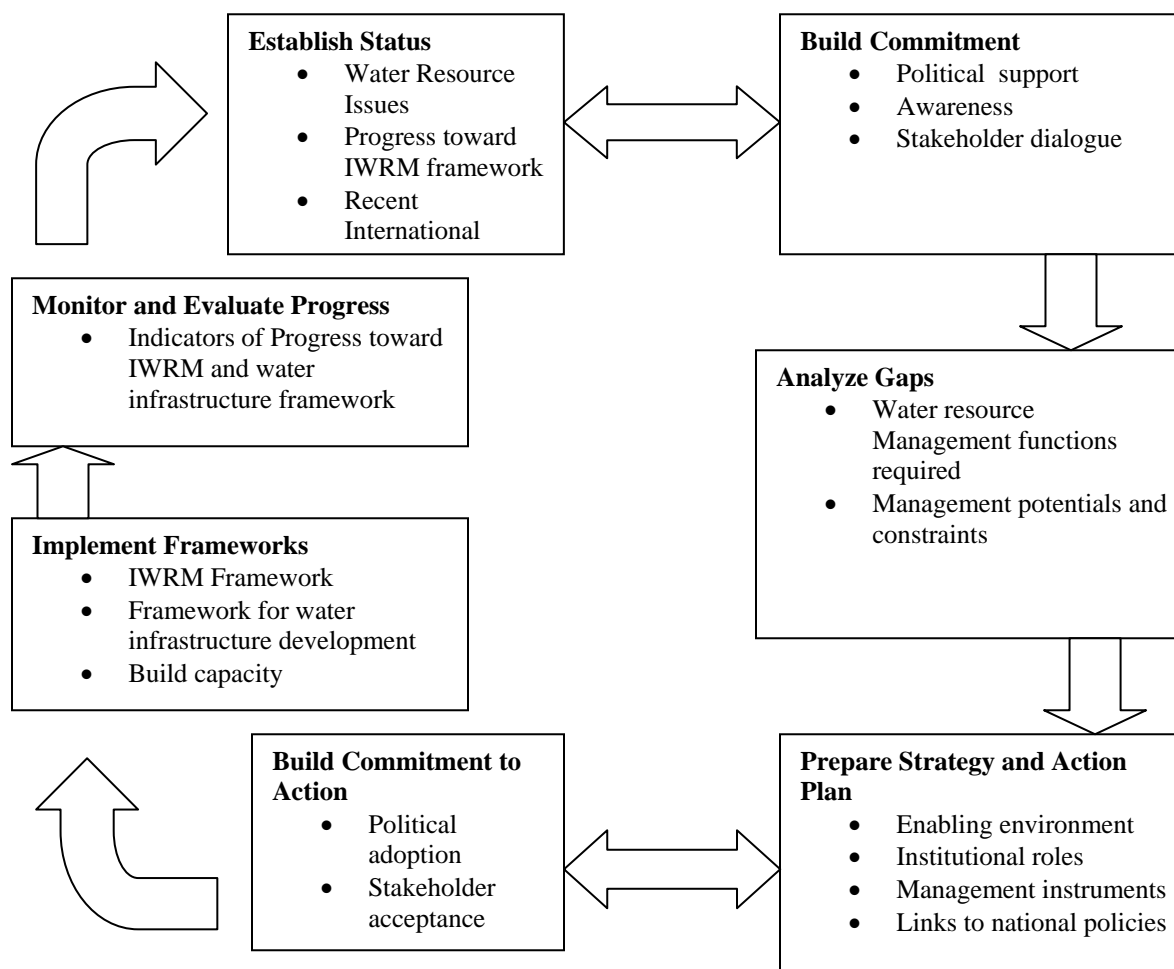 Establish Status
• Water Resource
Issues
• Progress toward
IWRM framework
• Recent
International
Build Commitment
• Political support
• Awareness
• Stakeholder dialogue
Analyze Gaps
• Water resource
Management functions
required
• Management potentials and
constraints
Prepare Strategy and Action
Plan
• Enabling environment
• Institutional roles
• Management instruments
• Links to national policies
Build Commitment to
Action
• Political
adoption
• Stakeholder
acceptance
Implement Frameworks
• IWRM Framework
• Framework for water
infrastructure development
• Build capacity
Monitor and Evaluate Progress
• Indicators of Progress toward
IWRM and water
infrastructure framework